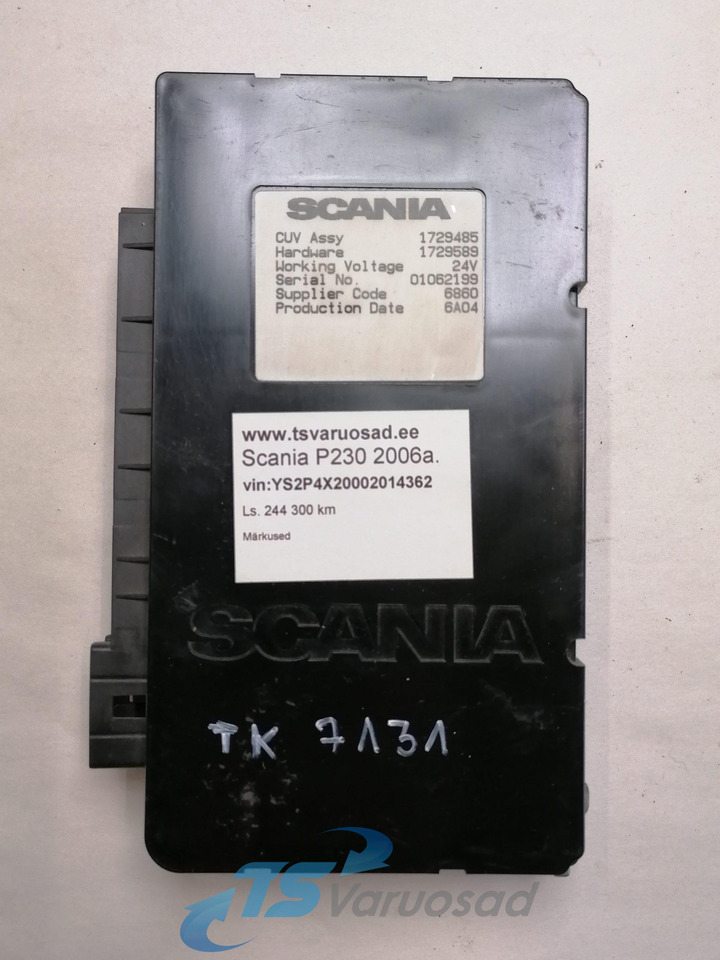 SCANIA
CUV Assy 1729485
Hardware 1729589
Working Voltage 24V
Serial No. 01062199
Supplier Code 6860
Production Date 6A04
www.tsvaruosad.ee
Scania P230 2006a.
vin:YS2P4X20002014362
Ls. 244 300 km
Märkused
SCANIA
TK 7131
TS Varuosad